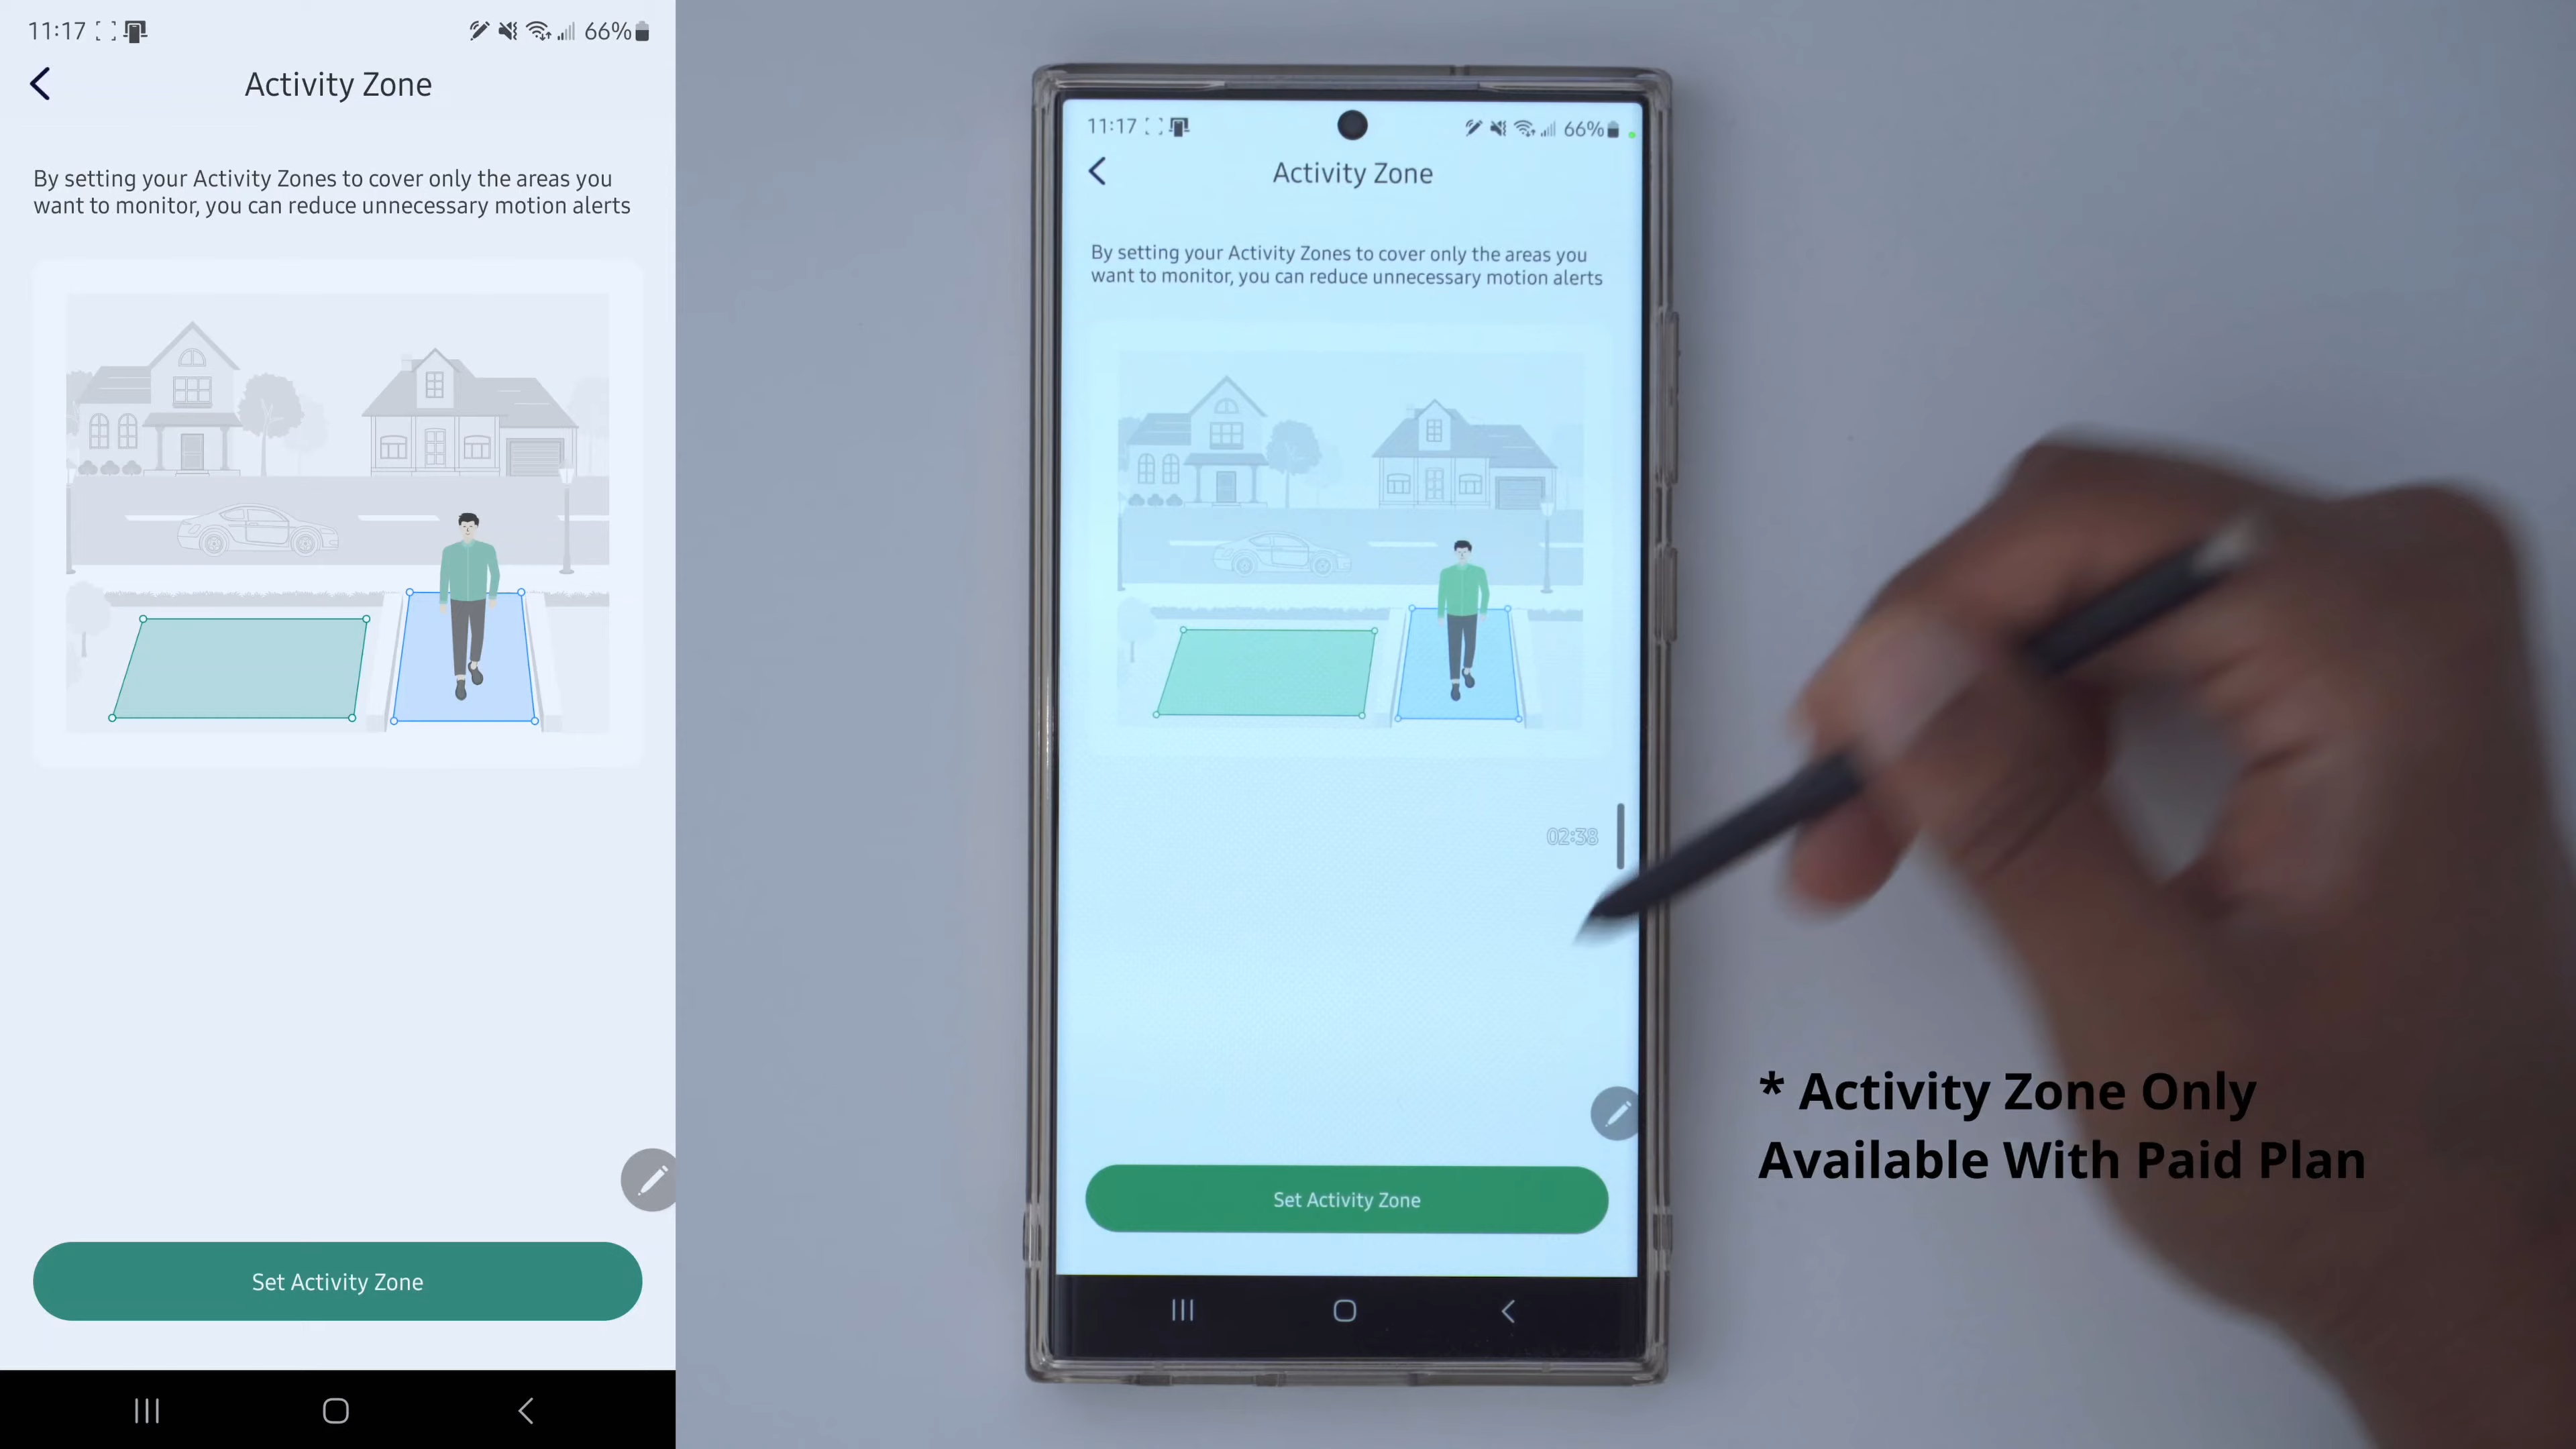 11:17
66%
Activity Zone
By setting your Activity Zones to cover only the areas you
want to monitor, you can reduce unnecessary motion alerts
Set Activity Zone
11:17
66%
Activity Zone
By setting your Activity Zones to cover only the areas you
want to monitor, you can reduce unnecessary motion alerts
02:38
Set Activity Zone
* Activity Zone Only
Available With Paid Plan